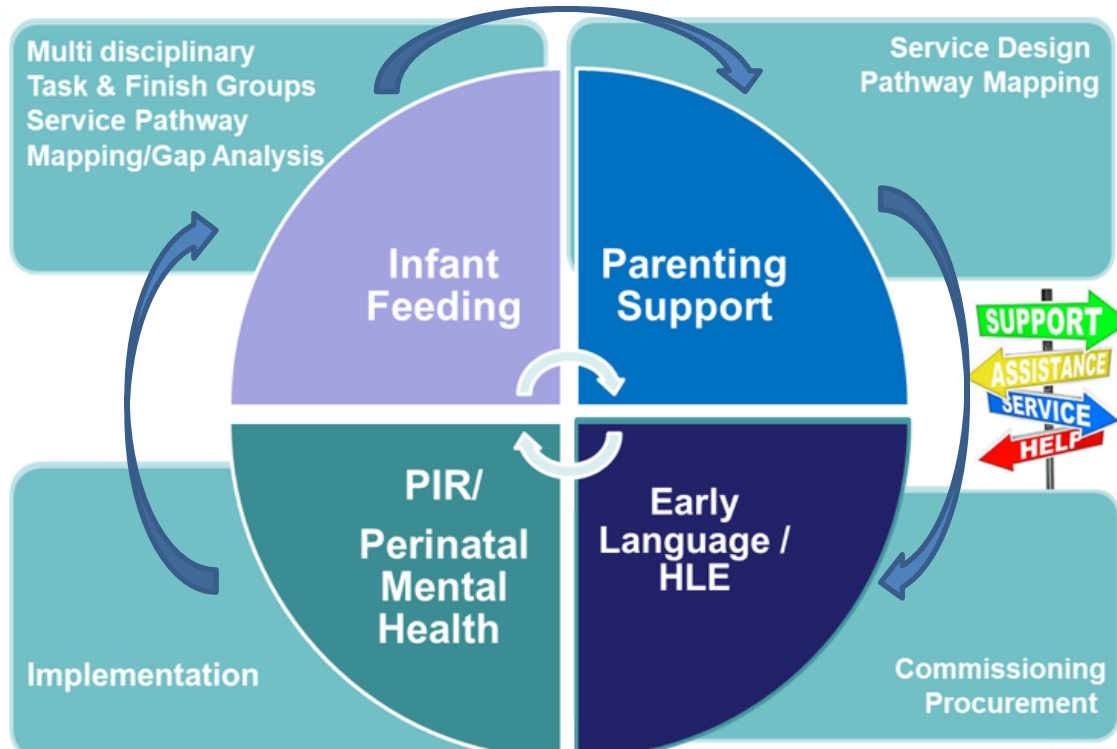 Multi disciplinary
Task & Finish Groups
Service Pathway
Mapping/Gap Analysis
Service Design
Pathway Mapping
Infant
Feeding
Parenting
Support
SUPPORT
ASSISTANCE
SERVICE
HELP
PIR/
Perinatal
Mental
Health
Early
Language /
HLE
Implementation
Commissioning
Procurement